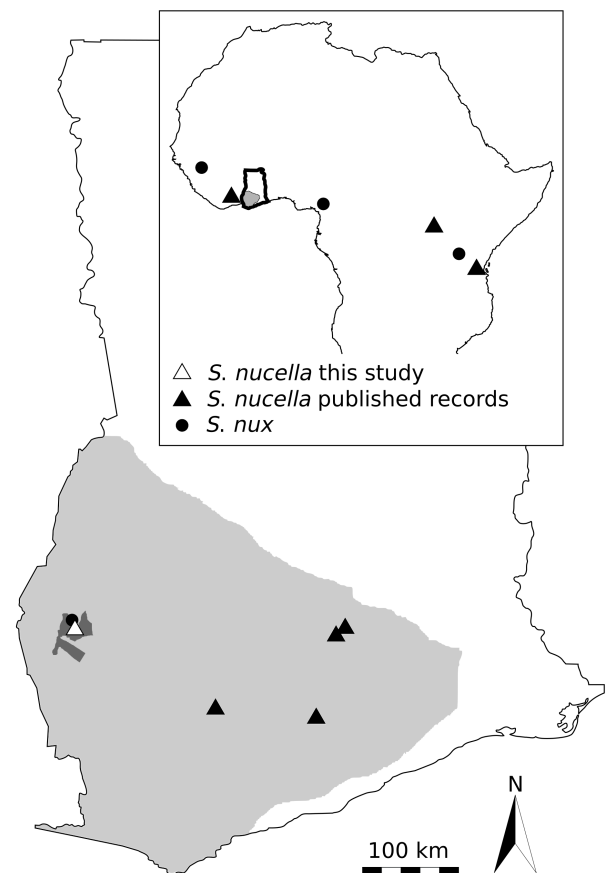 S. nucella this study
S. nucella published records
S. nux
N
100 km